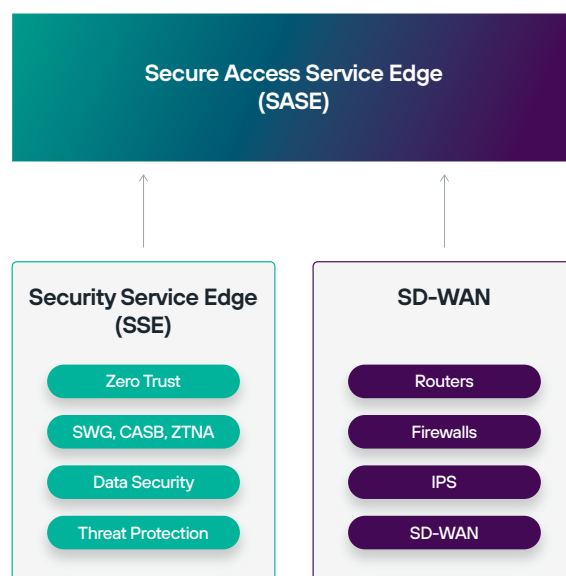 Secure Access Service Edge
(SASE)
Security Service Edge
(SSE)
Zero Trust
SWG, CASB, ZTNA
Data Security
Threat Protection
SD-WAN
Routers
Firewalls
IPS
SD-WAN